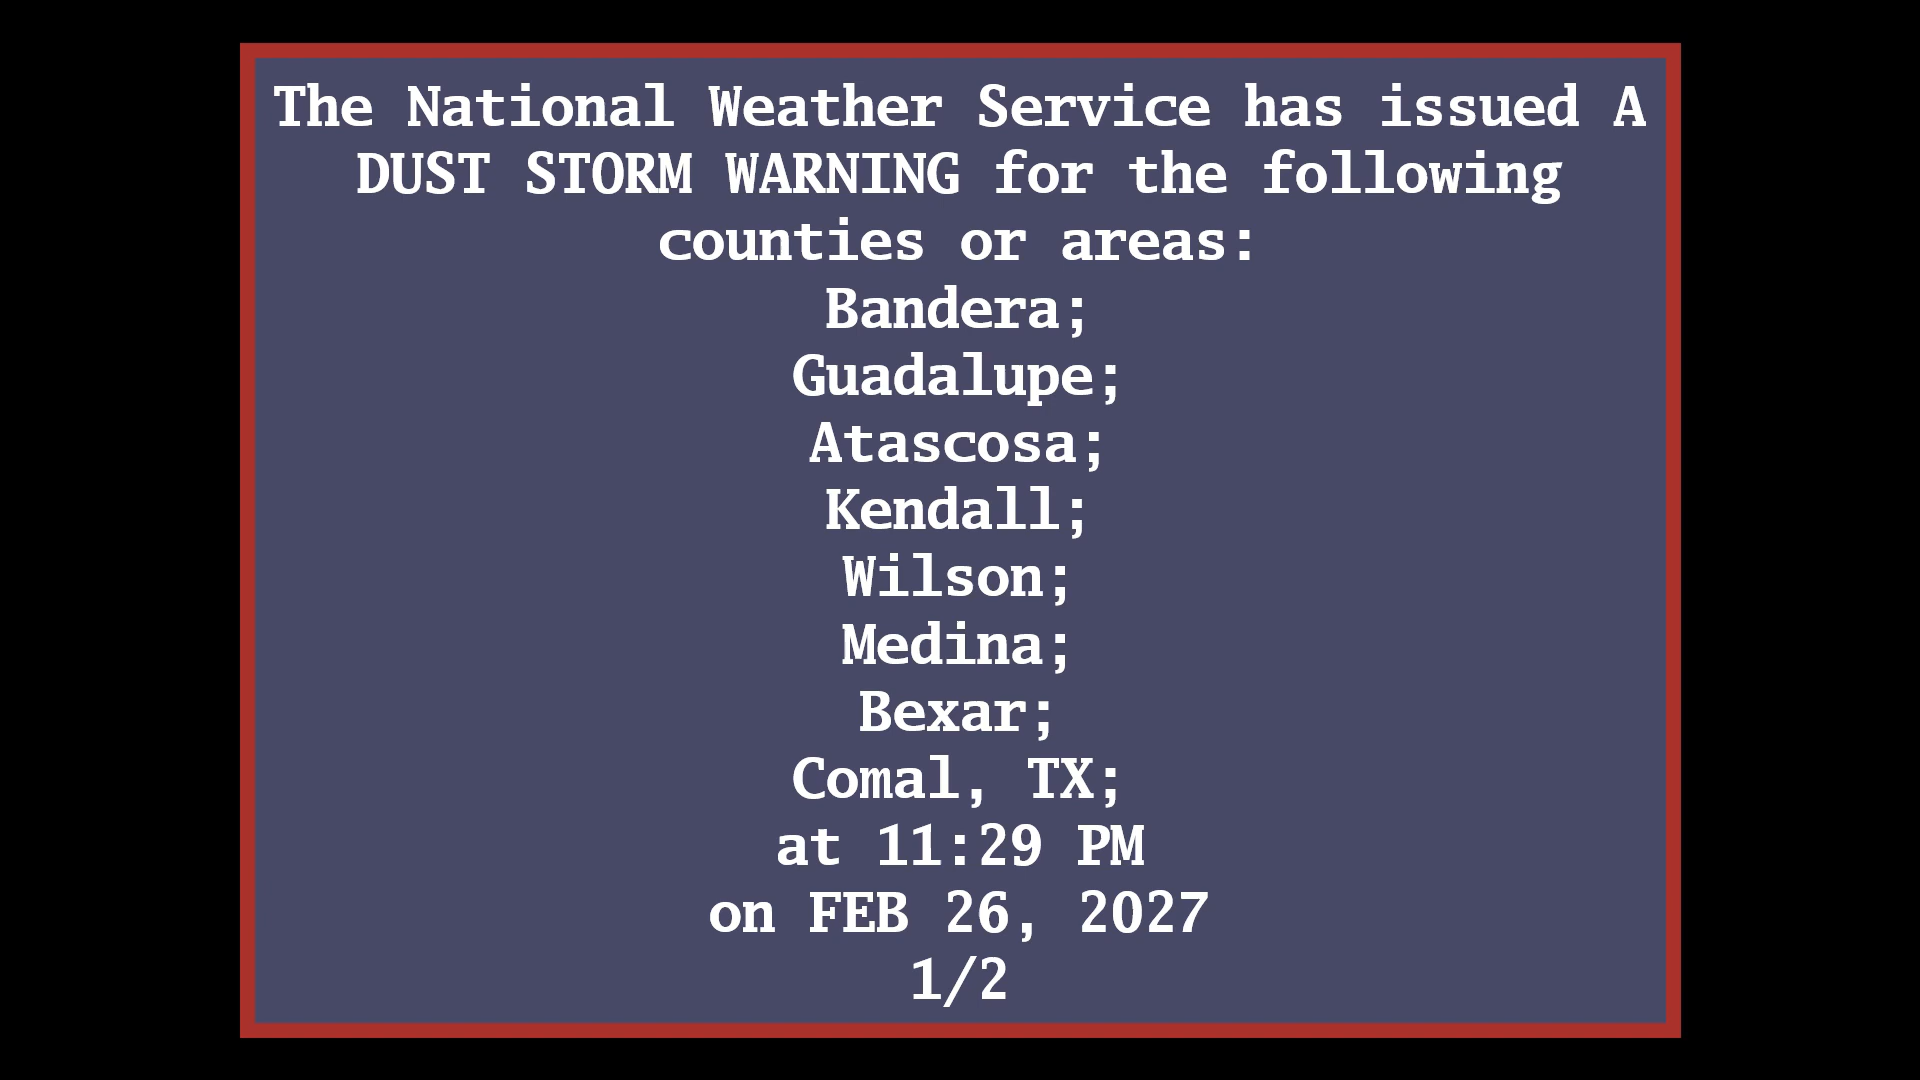 The National Weather Service has issued A
DUST STORM WARNING for the following
counties or areas:
Bandera;
Guadalupe;
Atascosa;
Kendall;
Wilson;
Medina;
Bexar;
Comal, TX;
at 11:29 PM
on FEB 26, 2027
1/2